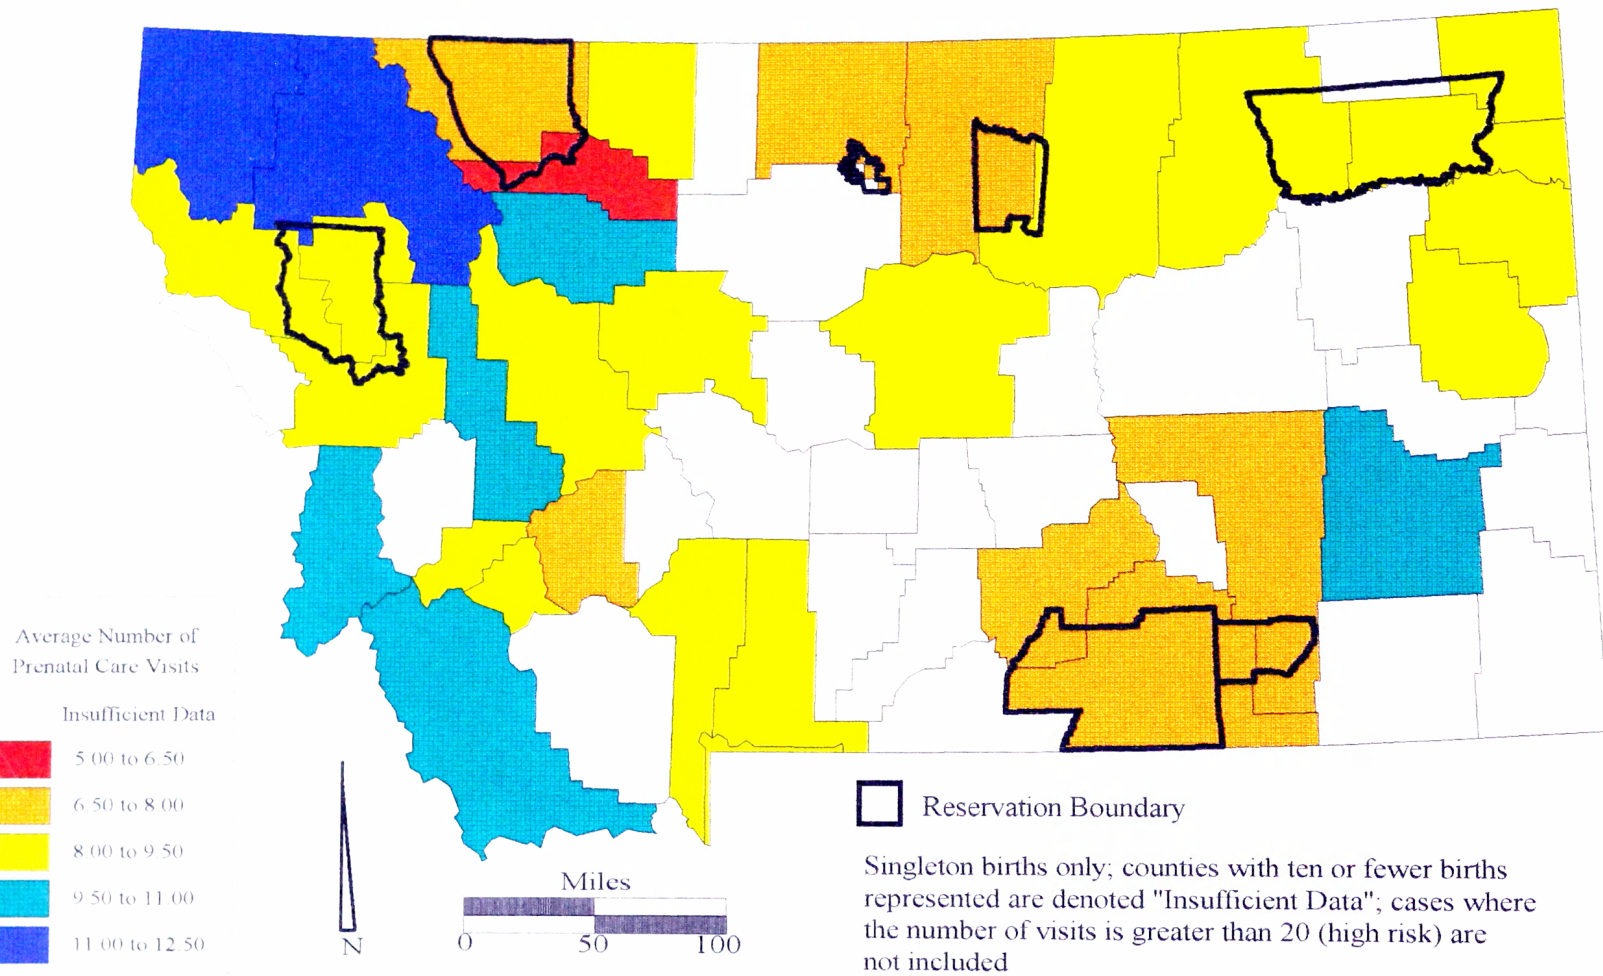 Average Number of
Prenatal Care Visits
Insufficient Data
5.00 to 6.50
6.50 to 8.00
8.00 to 9.50
9.50 to 11.00
11.00 to 12.50
N
Miles
0 50 100
Reservation Boundary
Singleton births only; counties with ten or fewer births
represented are denoted "Insufficient Data"; cases where
the number of visits is greater than 20 (high risk) are
not included